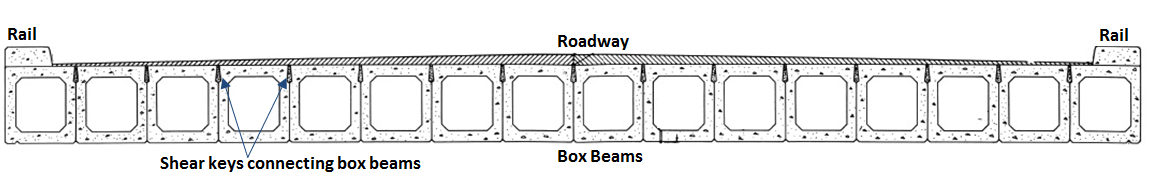 Rail
Roadway
Rail
Shear keys connecting box beams
Box Beams